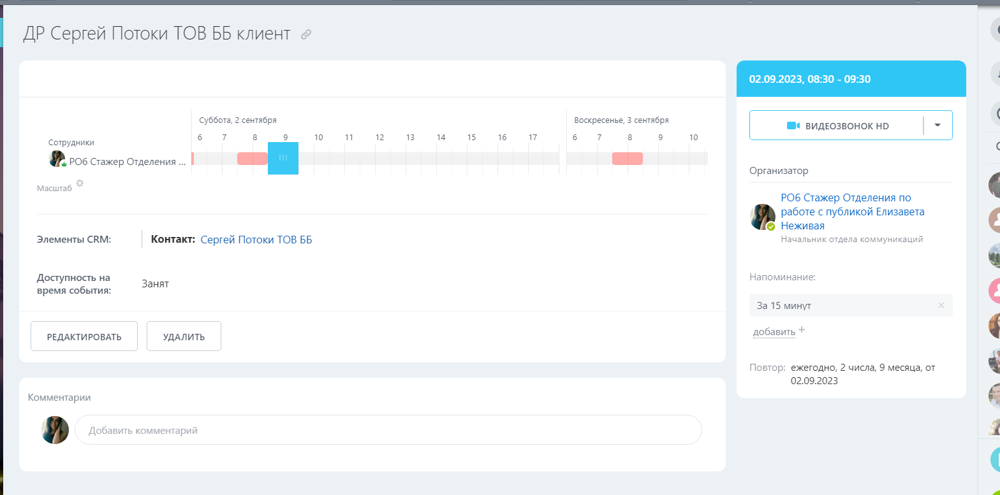 ДР Сергей Потоки ТОВ ББ клиент
02.09.2023, 08:30 - 09:30
Суббота, 2 сентября
Воскресенье, 3 сентября
6 7 8 9 10 11 12 13 14 15 16 17 6 7 8 9 10
Сотрудники
РО6 Стажер Отделения ...
Масштаб
Элементы CRM:
Контакт: Сергей Потоки ТОВ ББ
Доступность на
время события:
Занят
РЕДАКТИРОВАТЬ
УДАЛИТЬ
Комментарии
Добавить комментарий
ВИДЕОЗВОНОК HD
Организатор
РО6 Стажер Отделения по
работе с публикой Елизавета
Неживая
Начальник отдела коммуникаций
Напоминание:
За 15 минут
добавить
Повтор: ежегодно, 2 числа, 9 месяца, от
02.09.2023